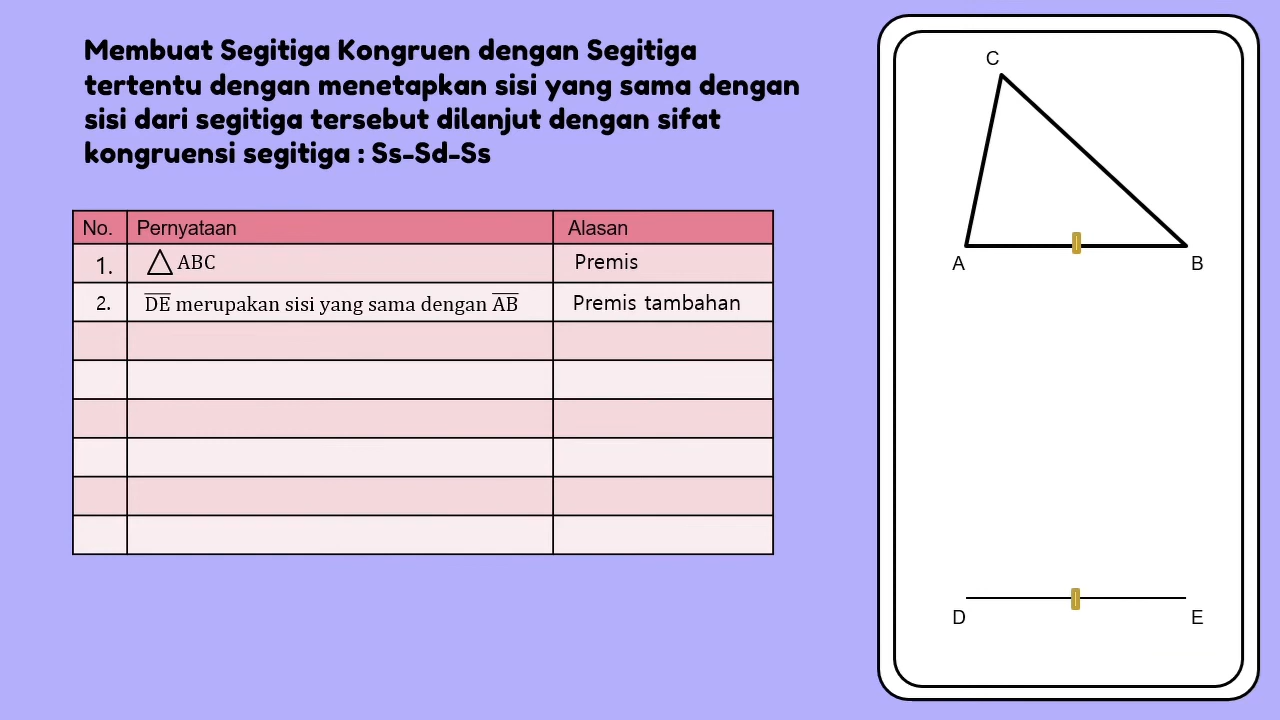 Membuat Segitiga Kongruen dengan Segitiga
tertentu dengan menetapkan sisi yang sama dengan
sisi dari segitiga tersebut dilanjut dengan sifat
kongruensi segitiga : Ss-Sd-Ss
No. Pernyataan Alasan
1. △ ABC Premis
2. D̅E̅ merupakan sisi yang sama dengan A̅B̅ Premis tambahan
C
A B
D E